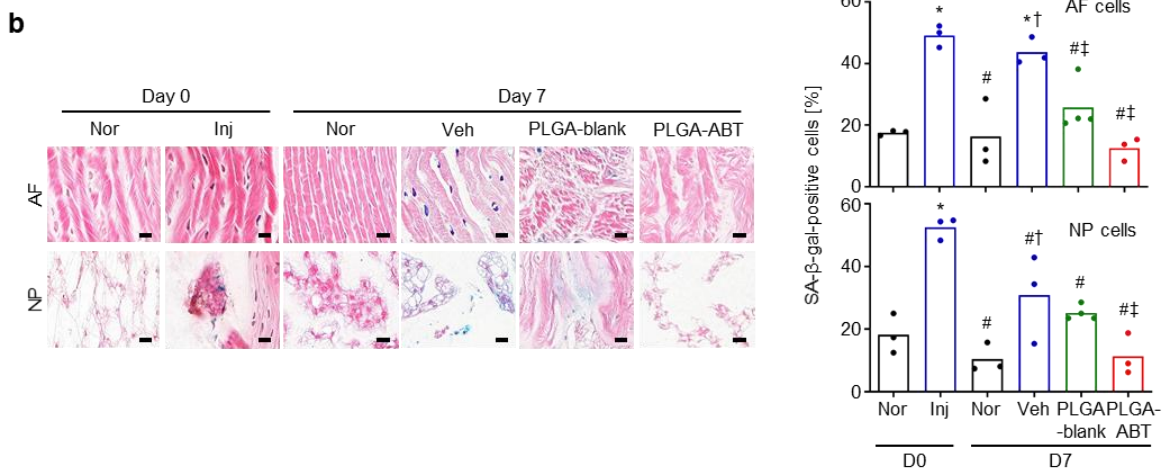 b
Day 0
Day 7
Nor
Inj
Nor
Veh
PLGA-blank
PLGA-ABT
AF
NP
SA-β-gal-positive cells [%]
60
40
20
0
AF cells
*
#
*†
#‡
#‡
60
40
20
0
NP cells
*
#
#†
#
#‡
Nor
Inj
Nor
Veh
PLGA
-blank
PLGA-
ABT
D0
D7